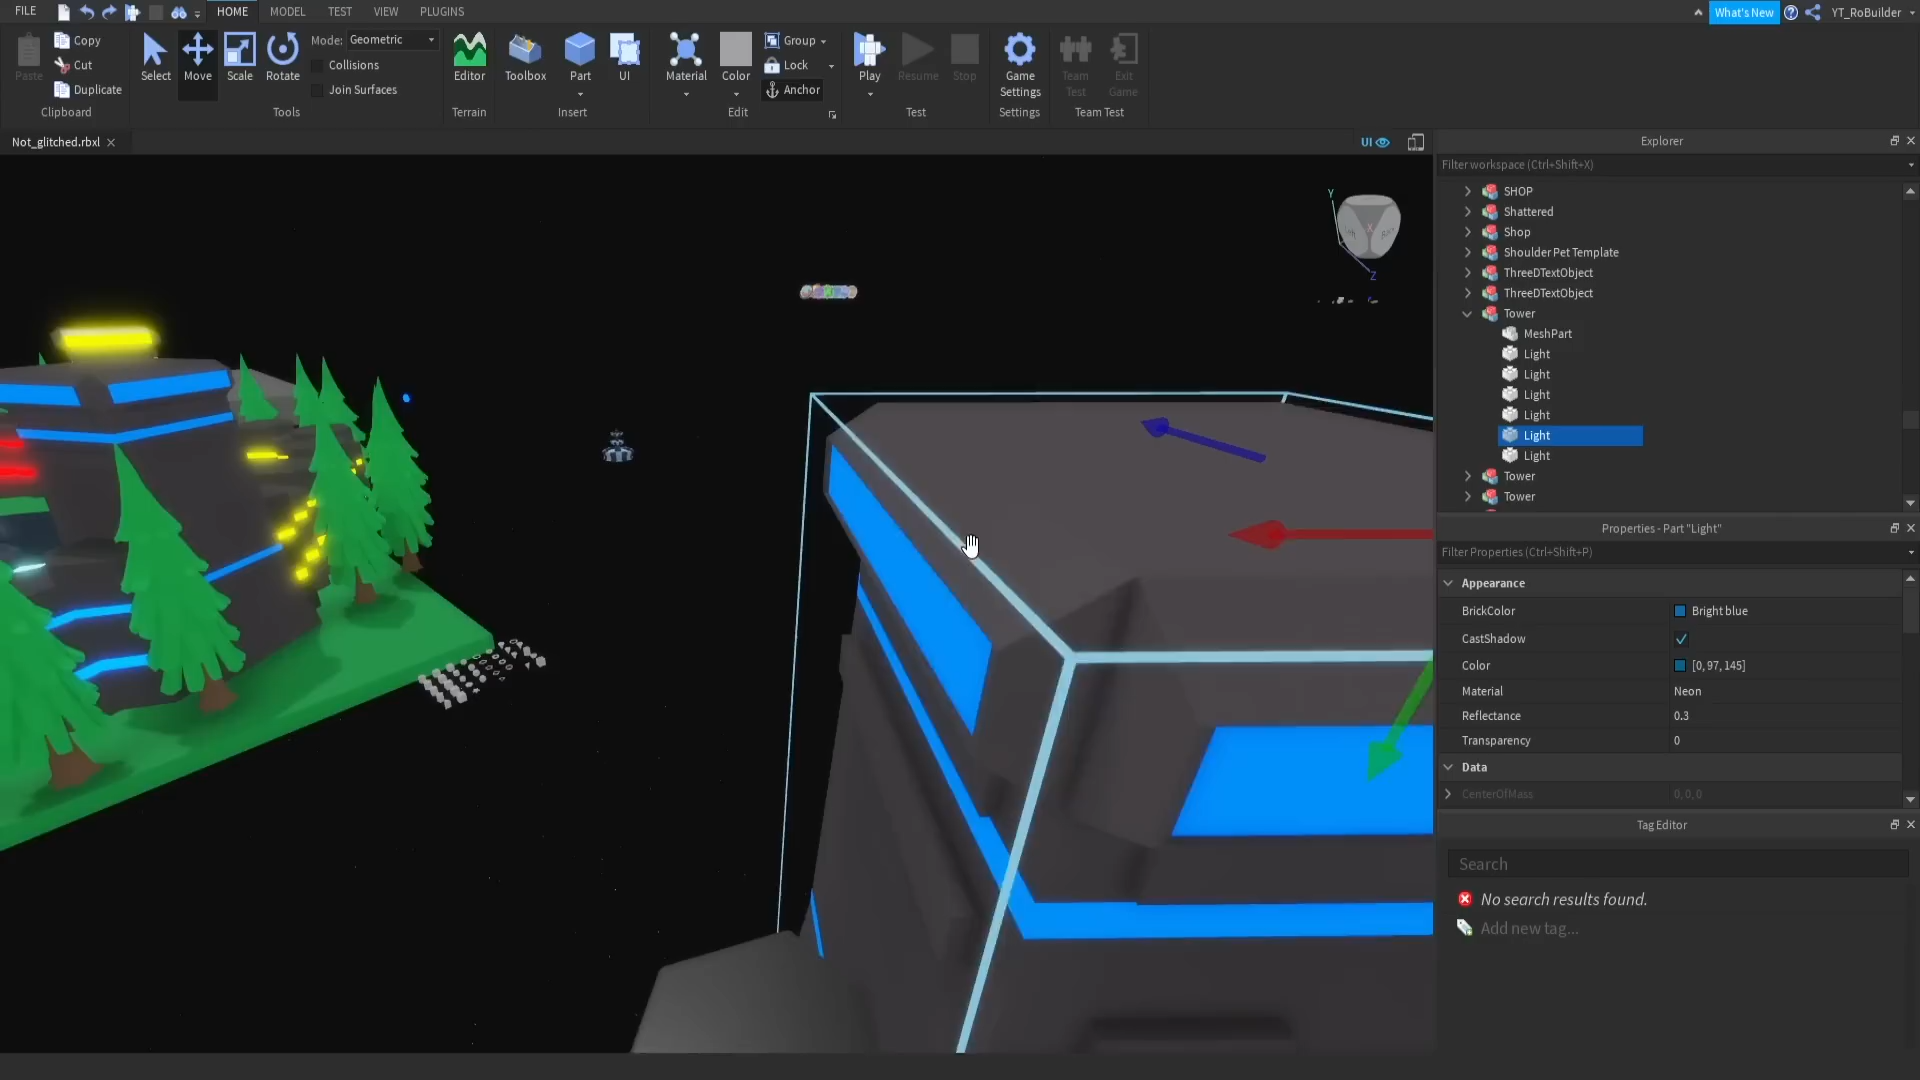 FILE HOME MODEL TEST VIEW PLUGINS What's New YT_RoBuilder
Paste Copy Cut Duplicate Clipboard
Select Move Scale Rotate Mode: Geometric Collisions Join Surfaces Tools
Editor Terrain
Toolbox Part UI Insert
Material Color Group Lock Anchor Edit
Play Resume Stop Test
Game Settings Settings
Team Test Exit Game Team Test
Not_glitched.rbxl UI
Y
X
Z
Explorer
Filter workspace (Ctrl+Shift+X)
SHOP
Shattered
Shop
Shoulder Pet Template
ThreeDTextObject
ThreeDTextObject
Tower
MeshPart
Light
Light
Light
Light
Light
Light
Tower
Tower
Properties - Part "Light"
Filter Properties (Ctrl+Shift+P)
Appearance
BrickColor Bright blue
CastShadow
Color [0, 97, 145]
Material Neon
Reflectance 0.3
Transparency 0
Data
CenterOfMass 0, 0, 0
Tag Editor
Search
No search results found.
Add new tag...